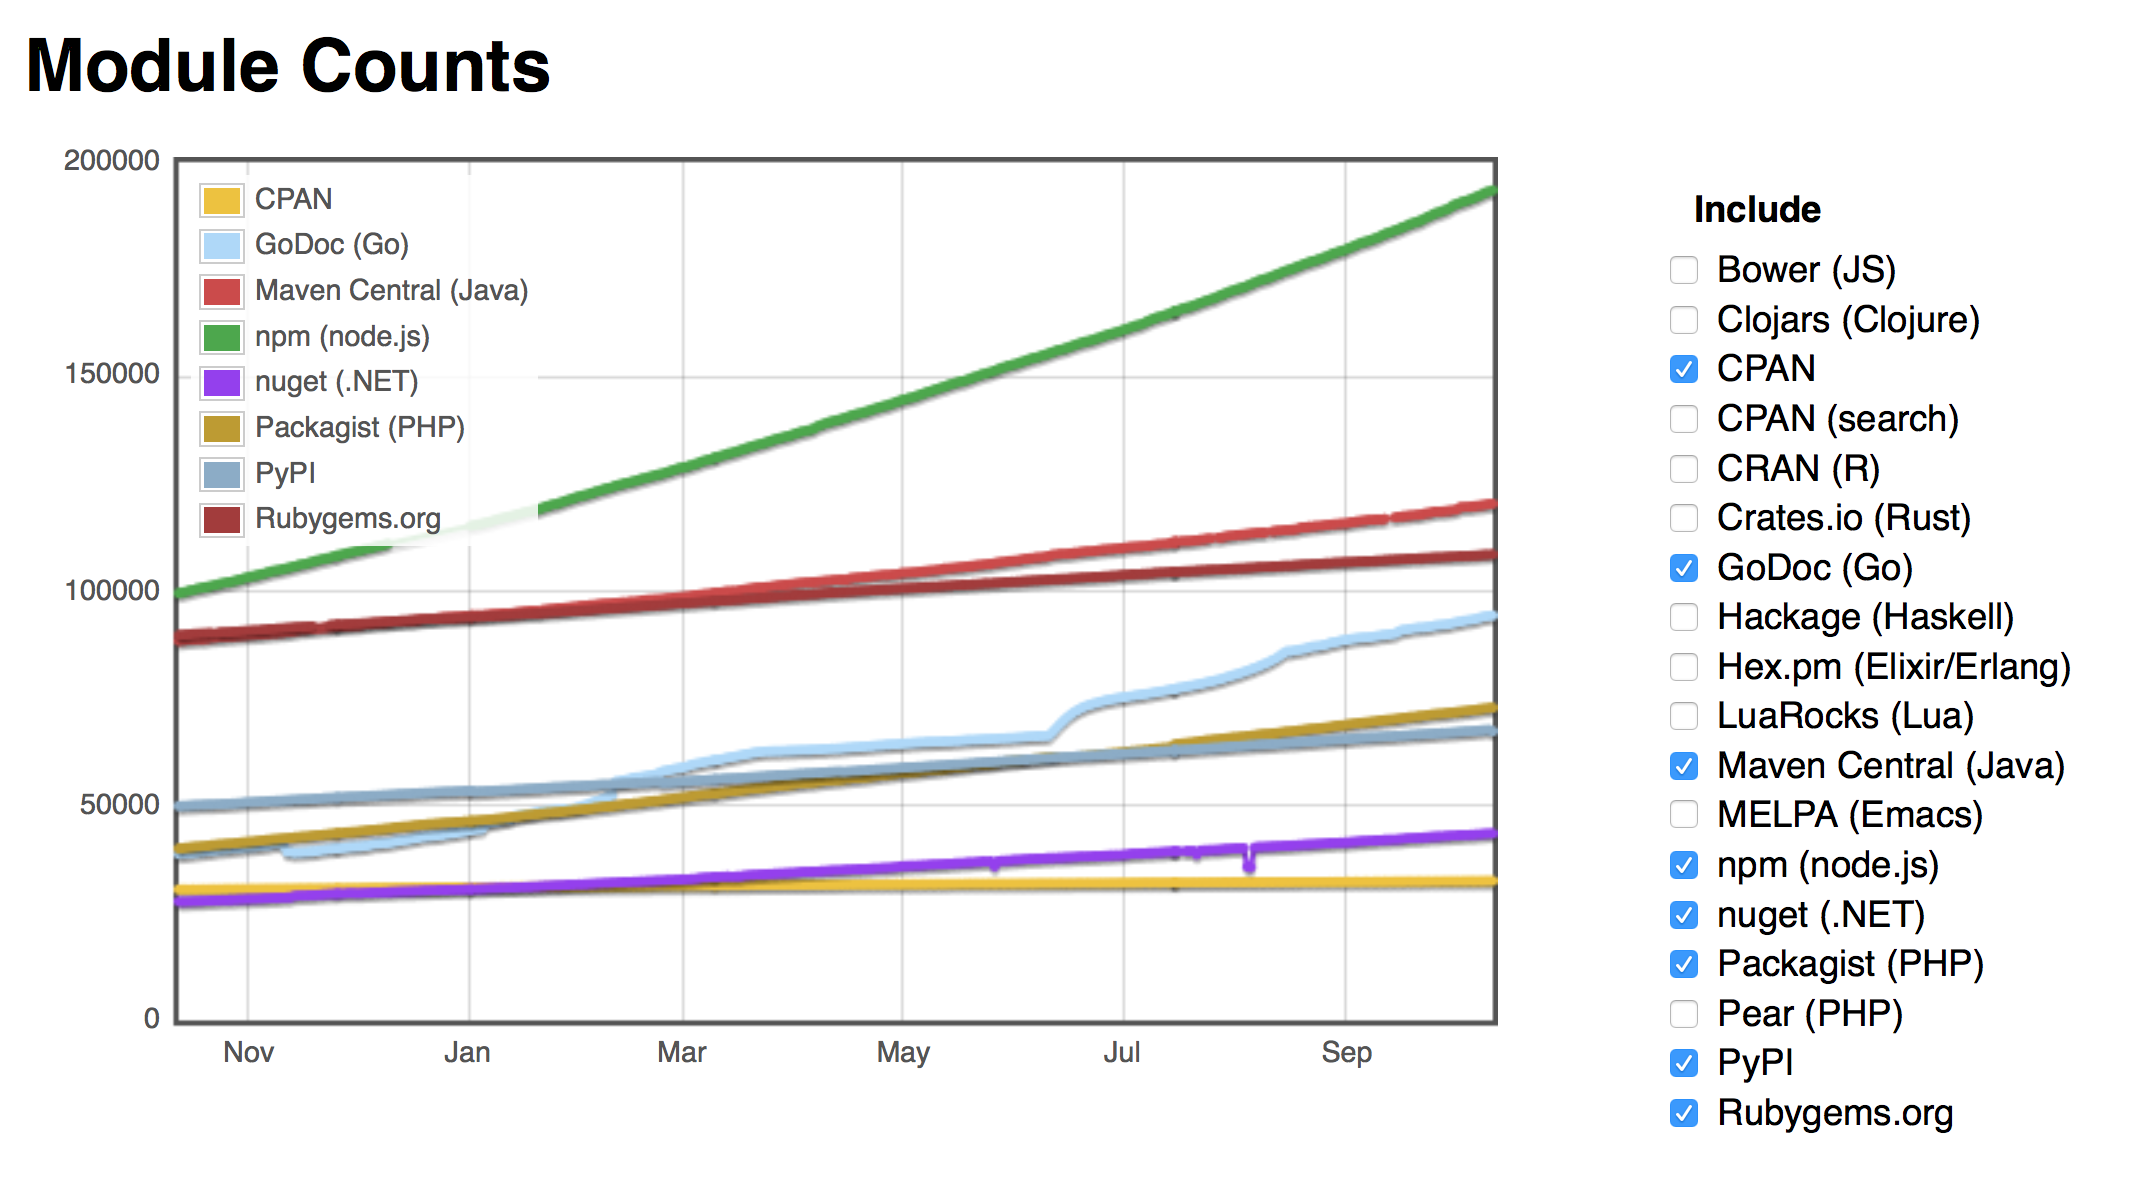 Module Counts
200000
150000
100000
50000
0
CPAN
GoDoc (Go)
Maven Central (Java)
npm (node.js)
nuget (.NET)
Packagist (PHP)
PyPI
Rubygems.org
Nov Jan Mar May Jul Sep
Include
Bower (JS)
Clojars (Clojure)
CPAN
CPAN (search)
CRAN (R)
Crates.io (Rust)
GoDoc (Go)
Hackage (Haskell)
Hex.pm (Elixir/Erlang)
LuaRocks (Lua)
Maven Central (Java)
MELPA (Emacs)
npm (node.js)
nuget (.NET)
Packagist (PHP)
Pear (PHP)
PyPI
Rubygems.org